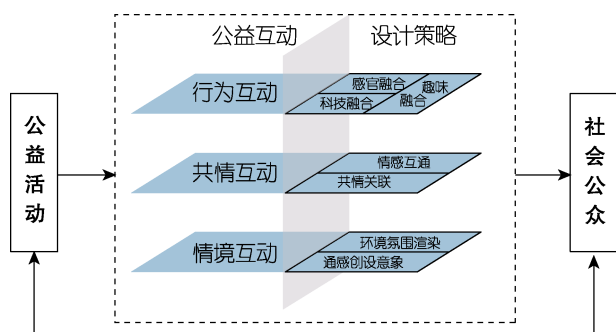 公益互动
设计策略
公益活动
行为互动
感官融合
科技融合
趣味
融合
共情互动
情感互通
共情关联
情境互动
环境氛围渲染
通感创设意象
社会公众